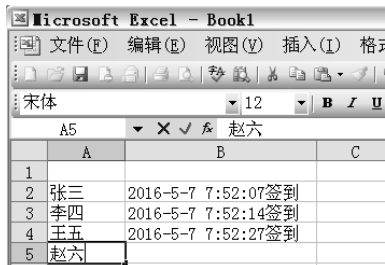 Microsoft Excel - Book1
文件(F) 编辑(E) 视图(V) 插入(I) 格式
宋体 12 B I U
A5 fx 赵六
A B C
1
2 张三 2016-5-7 7:52:07签到
3 李四 2016-5-7 7:52:14签到
4 王五 2016-5-7 7:52:27签到
5 赵六